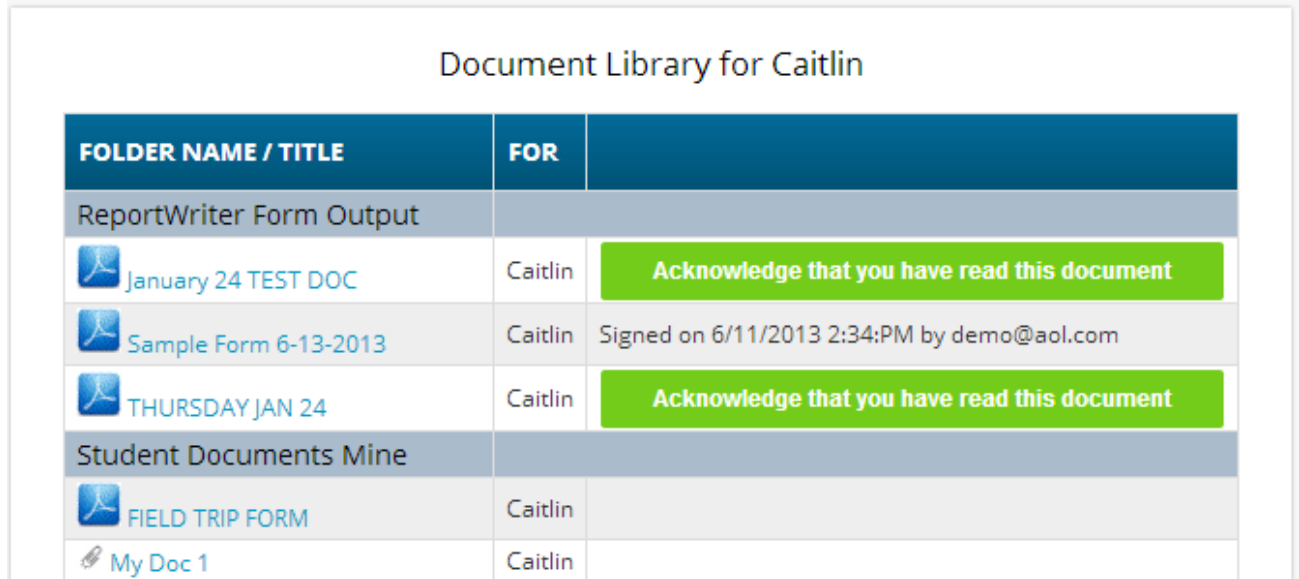 Document Library for Caitlin
FOLDER NAME / TITLE FOR
ReportWriter Form Output
January 24 TEST DOC Caitlin Acknowledge that you have read this document
Sample Form 6-13-2013 Caitlin Signed on 6/11/2013 2:34:PM by demo@aol.com
THURSDAY JAN 24 Caitlin Acknowledge that you have read this document
Student Documents Mine
FIELD TRIP FORM Caitlin
My Doc 1 Caitlin